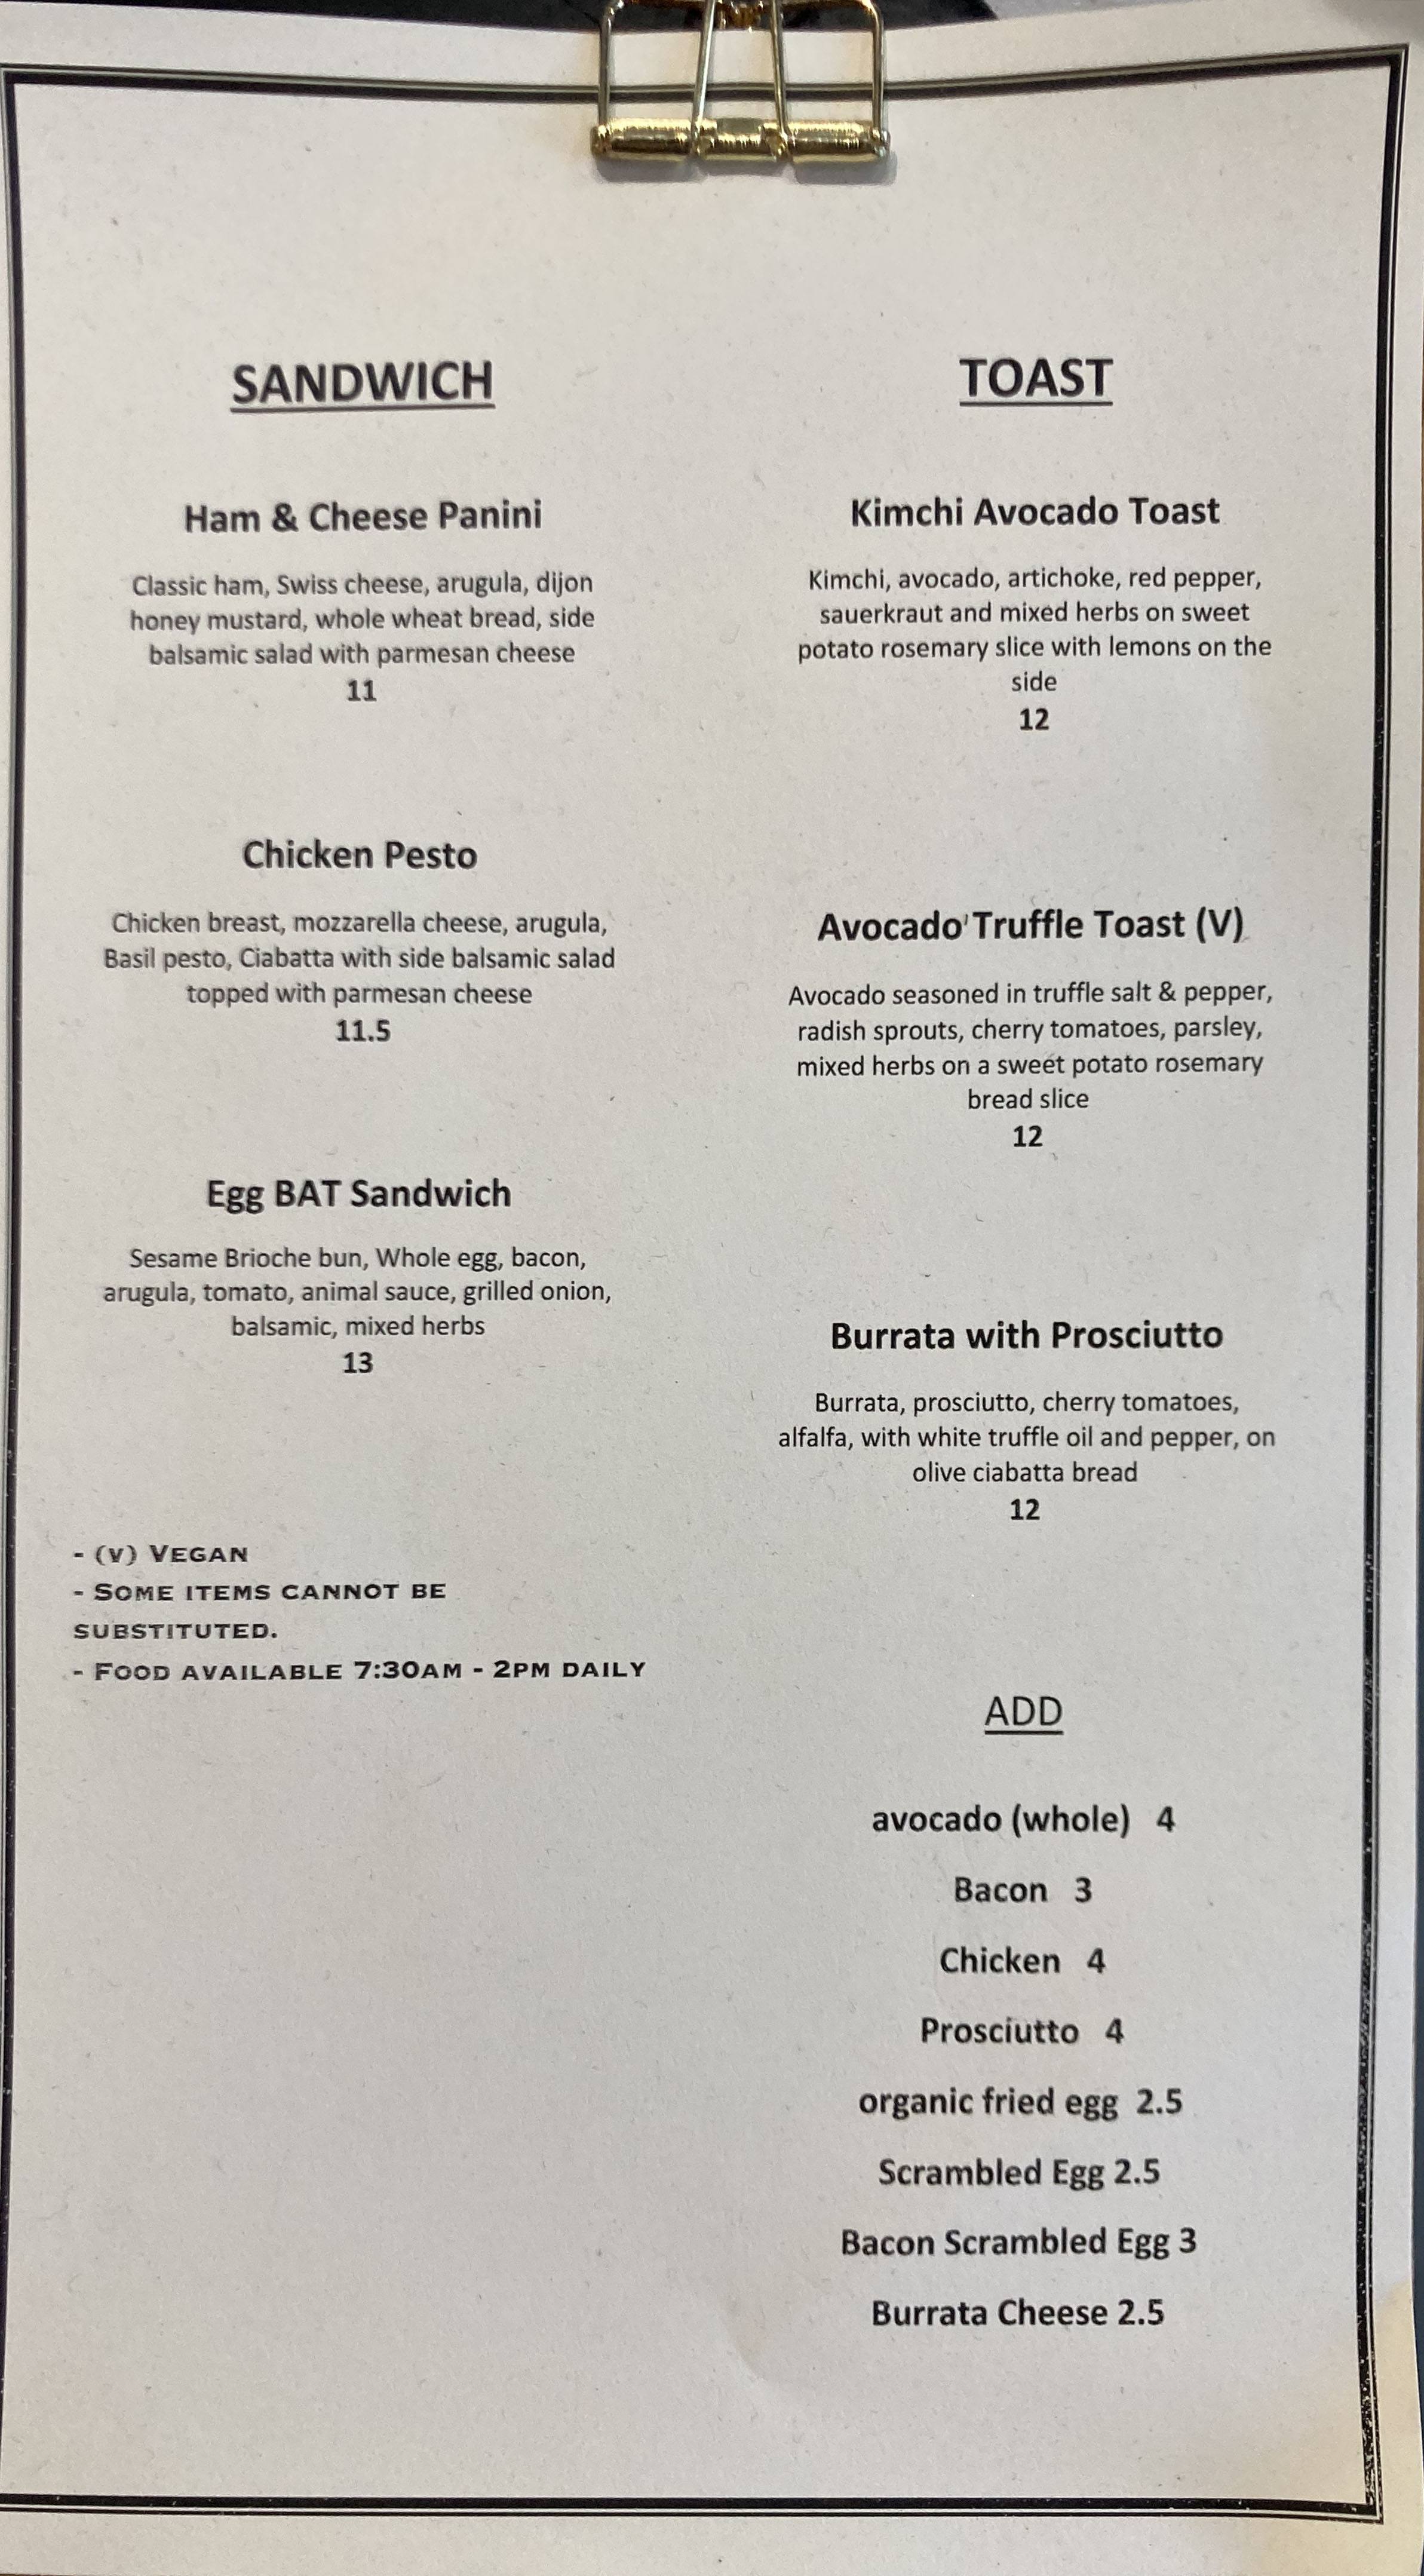 SANDWICH
Ham & Cheese Panini
Classic ham, Swiss cheese, arugula, dijon
honey mustard, whole wheat bread, side
balsamic salad with parmesan cheese
11
Chicken Pesto
Chicken breast, mozzarella cheese, arugula,
Basil pesto, Ciabatta with side balsamic salad
topped with parmesan cheese
11.5
Egg BAT Sandwich
Sesame Brioche bun, Whole egg, bacon,
arugula, tomato, animal sauce, grilled onion,
balsamic, mixed herbs
13
- (V) VEGAN
- SOME ITEMS CANNOT BE
SUBSTITUTED.
- FOOD AVAILABLE 7:30AM - 2PM DAILY
TOAST
Kimchi Avocado Toast
Kimchi, avocado, artichoke, red pepper,
sauerkraut and mixed herbs on sweet
potato rosemary slice with lemons on the
side
12
Avocado Truffle Toast (V)
Avocado seasoned in truffle salt & pepper,
radish sprouts, cherry tomatoes, parsley,
mixed herbs on a sweet potato rosemary
bread slice
12
Burrata with Prosciutto
Burrata, prosciutto, cherry tomatoes,
alfalfa, with white truffle oil and pepper, on
olive ciabatta bread
12
ADD
avocado (whole) 4
Bacon 3
Chicken 4
Prosciutto 4
organic fried egg 2.5
Scrambled Egg 2.5
Bacon Scrambled Egg 3
Burrata Cheese 2.5